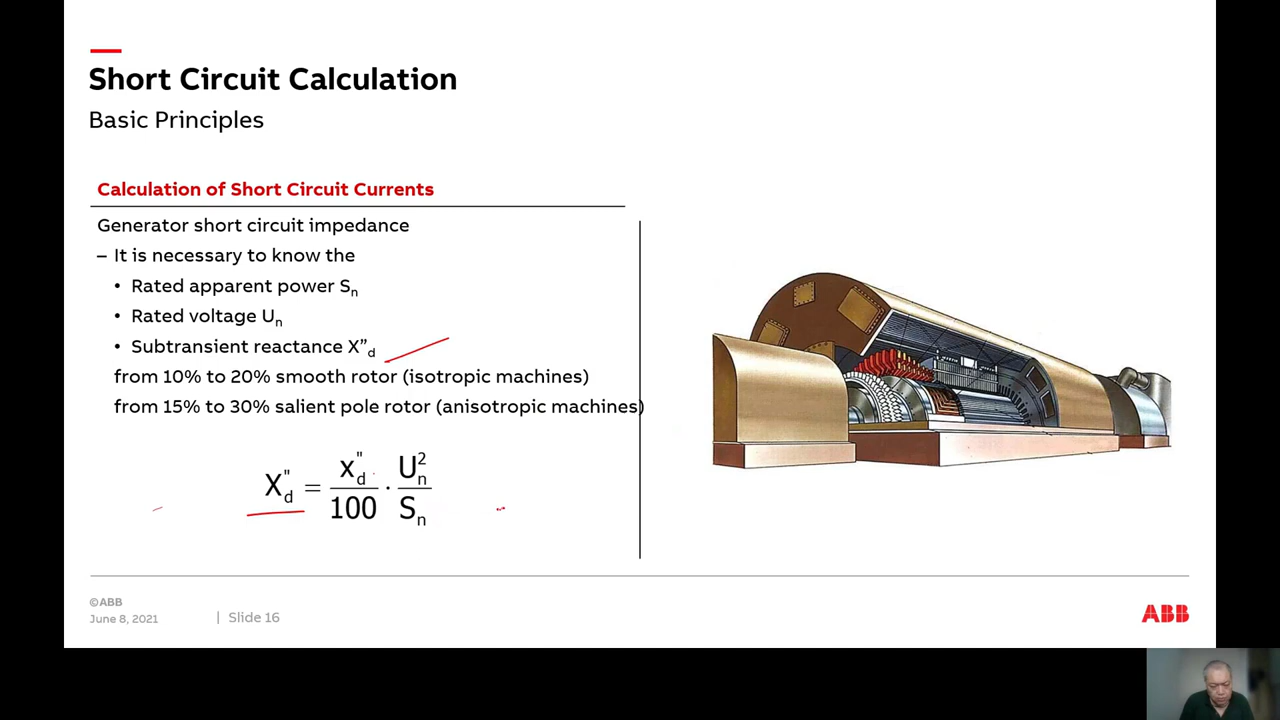 Short Circuit Calculation
Basic Principles
Calculation of Short Circuit Currents
Generator short circuit impedance
– It is necessary to know the
• Rated apparent power Sn
• Rated voltage Un
• Subtransient reactance X”d
from 10% to 20% smooth rotor (isotropic machines)
from 15% to 30% salient pole rotor (anisotropic machines)
X"d = x"d/100 · U²n/Sn
©ABB
June 8, 2021 | Slide 16
ABB